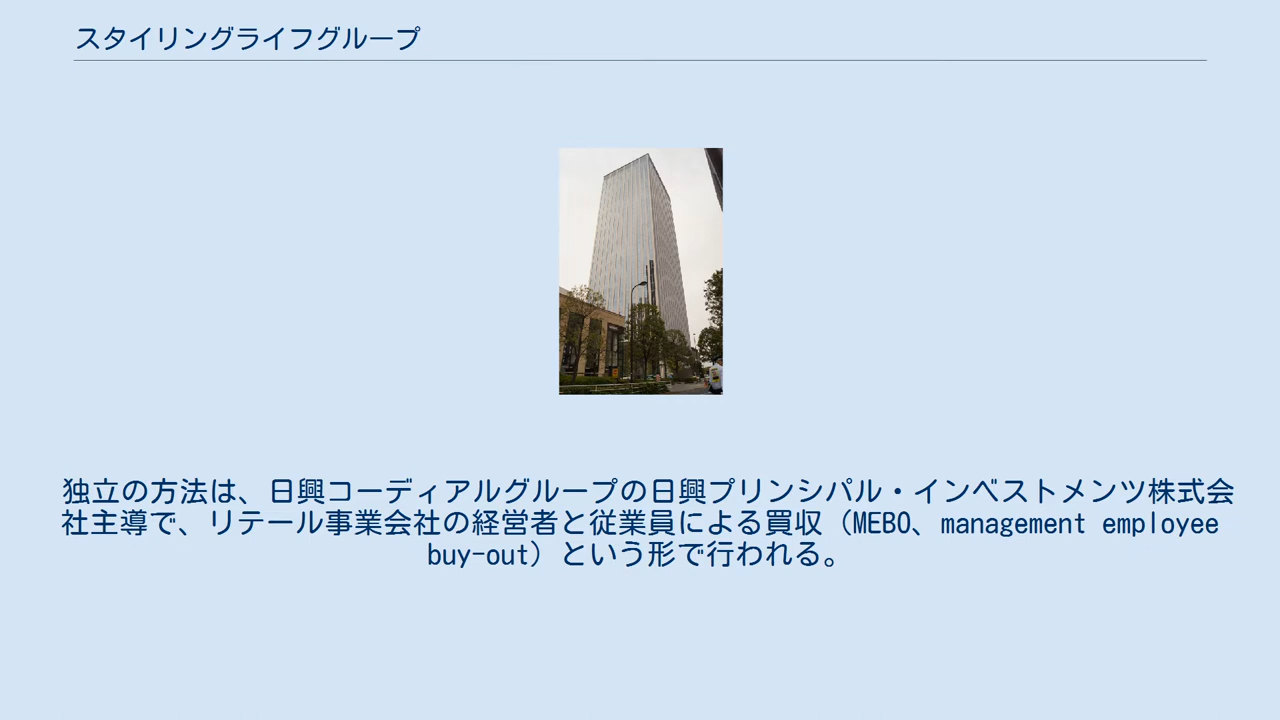 スタイリングライフグループ
独立の方法は、日興コーディアルグループの日興プリンシパル・インベストメンツ株式会
社主導で、リテール事業会社の経営者と従業員による買収（MEBO、management employee
buy-out）という形で行われる。